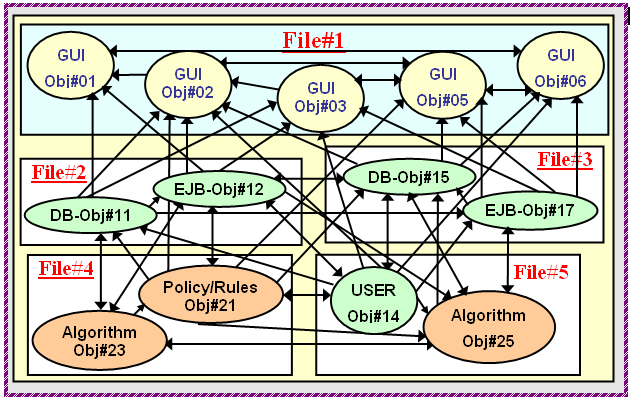 File#1
GUI
Obj#01
GUI
Obj#02
GUI
Obj#03
GUI
Obj#05
GUI
Obj#06
File#2
EJB-Obj#12
DB-Obj#11
File#3
DB-Obj#15
EJB-Obj#17
File#4
Policy/Rules
Obj#21
Algorithm
Obj#23
File#5
USER
Obj#14
Algorithm
Obj#25